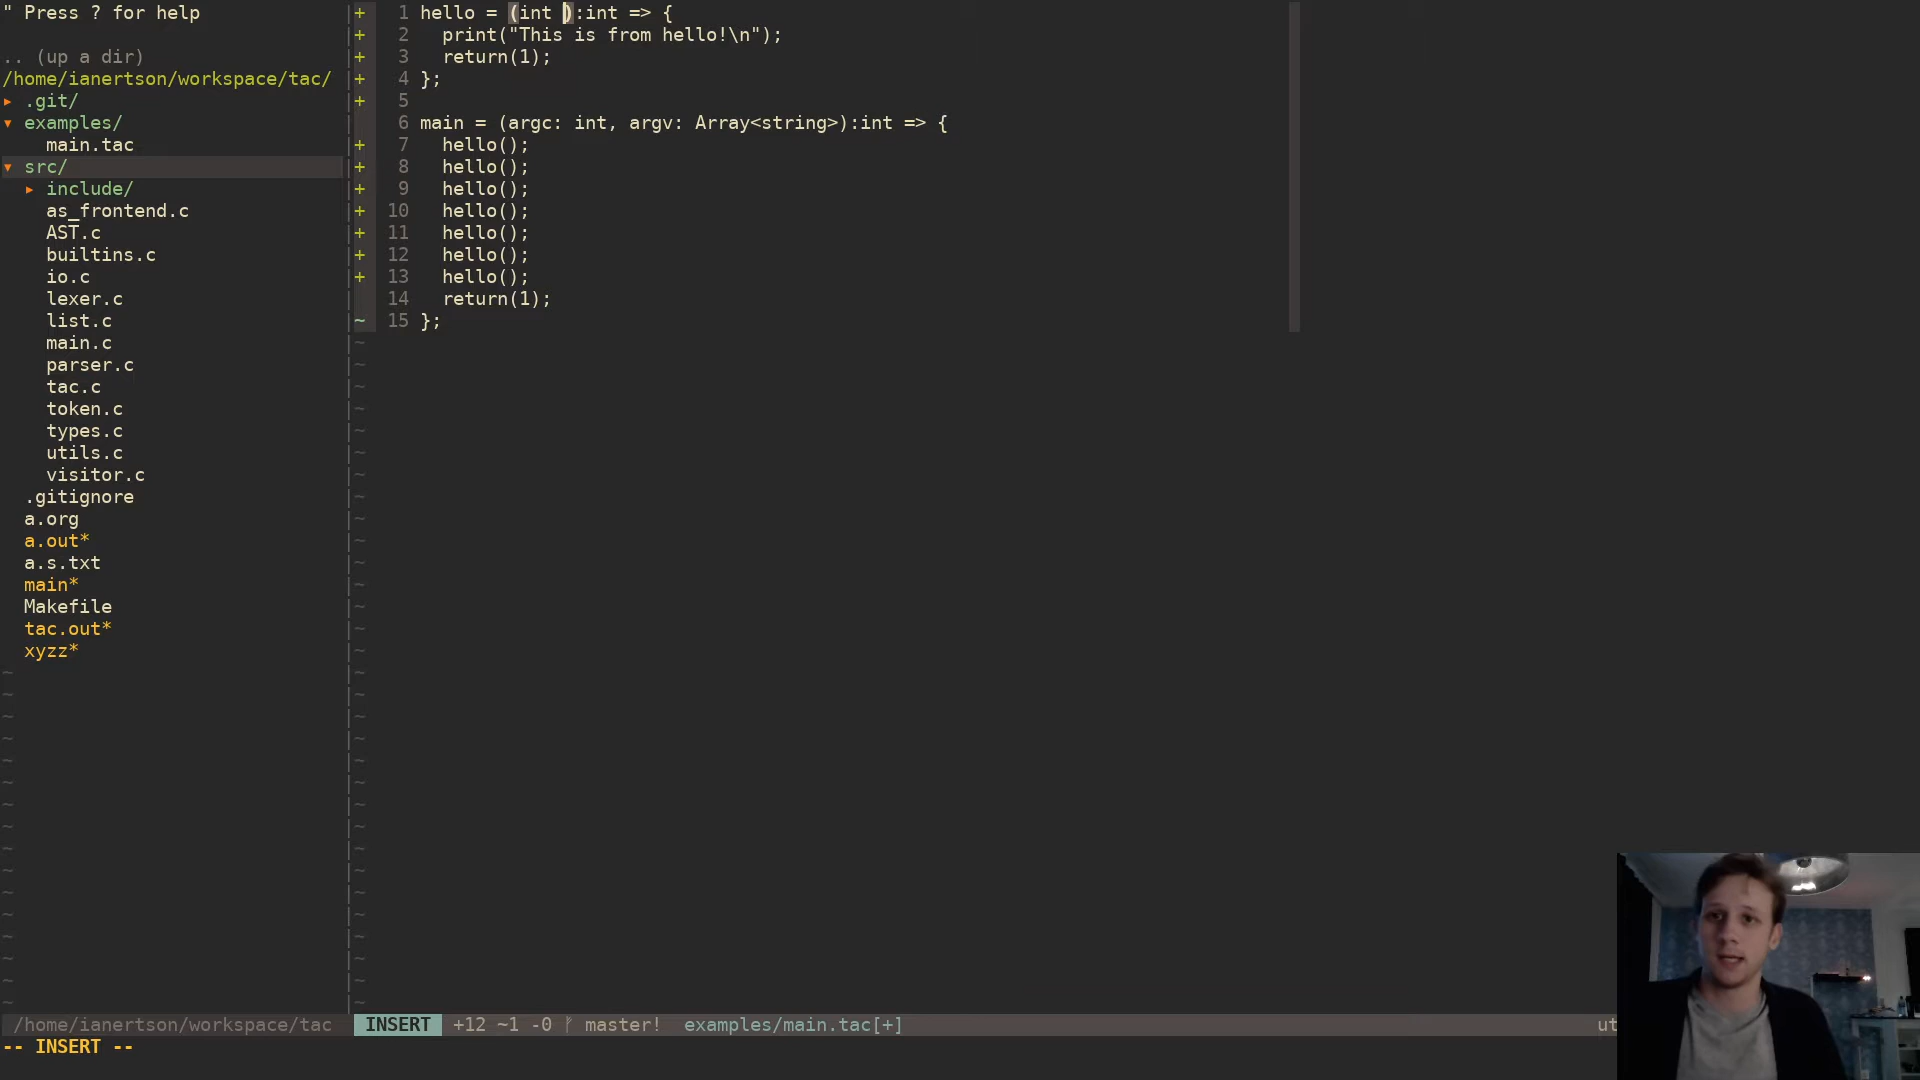 " Press ? for help
.. (up a dir)
/home/ianertson/workspace/tac/
▸ .git/
▾ examples/
main.tac
▾ src/
▸ include/
as_frontend.c
AST.c
builtins.c
io.c
lexer.c
list.c
main.c
parser.c
tac.c
token.c
types.c
utils.c
visitor.c
.gitignore
a.org
a.out*
a.s.txt
main*
Makefile
tac.out*
xyzz*
+ 1 hello = (int ):int => {
+ 2 print("This is from hello!\n");
+ 3 return(1);
+ 4 };
+ 5
6 main = (argc: int, argv: Array<string>):int => {
+ 7 hello();
+ 8 hello();
+ 9 hello();
+ 10 hello();
+ 11 hello();
+ 12 hello();
+ 13 hello();
14 return(1);
~ 15 };
/home/ianertson/workspace/tac INSERT +12 ~1 -0 ᚠ master! examples/main.tac[+] ut
-- INSERT --